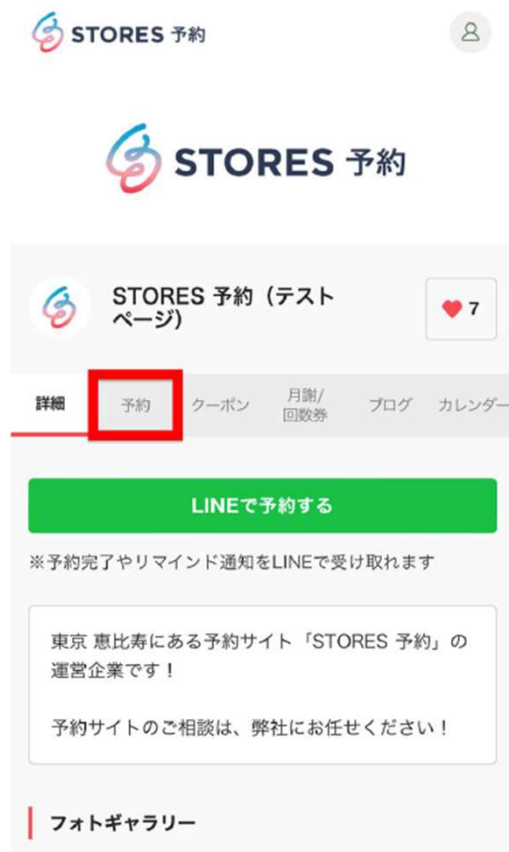 STORES 予約
STORES 予約
STORES 予約（テスト
ページ）
7
詳細
予約
クーポン
月謝/
回数券
ブログ
カレンダー
LINEで予約する
※予約完了やリマインド通知をLINEで受け取れます
東京 恵比寿にある予約サイト「STORES 予約」の
運営企業です！
予約サイトのご相談は、弊社にお任せください！
フォトギャラリー